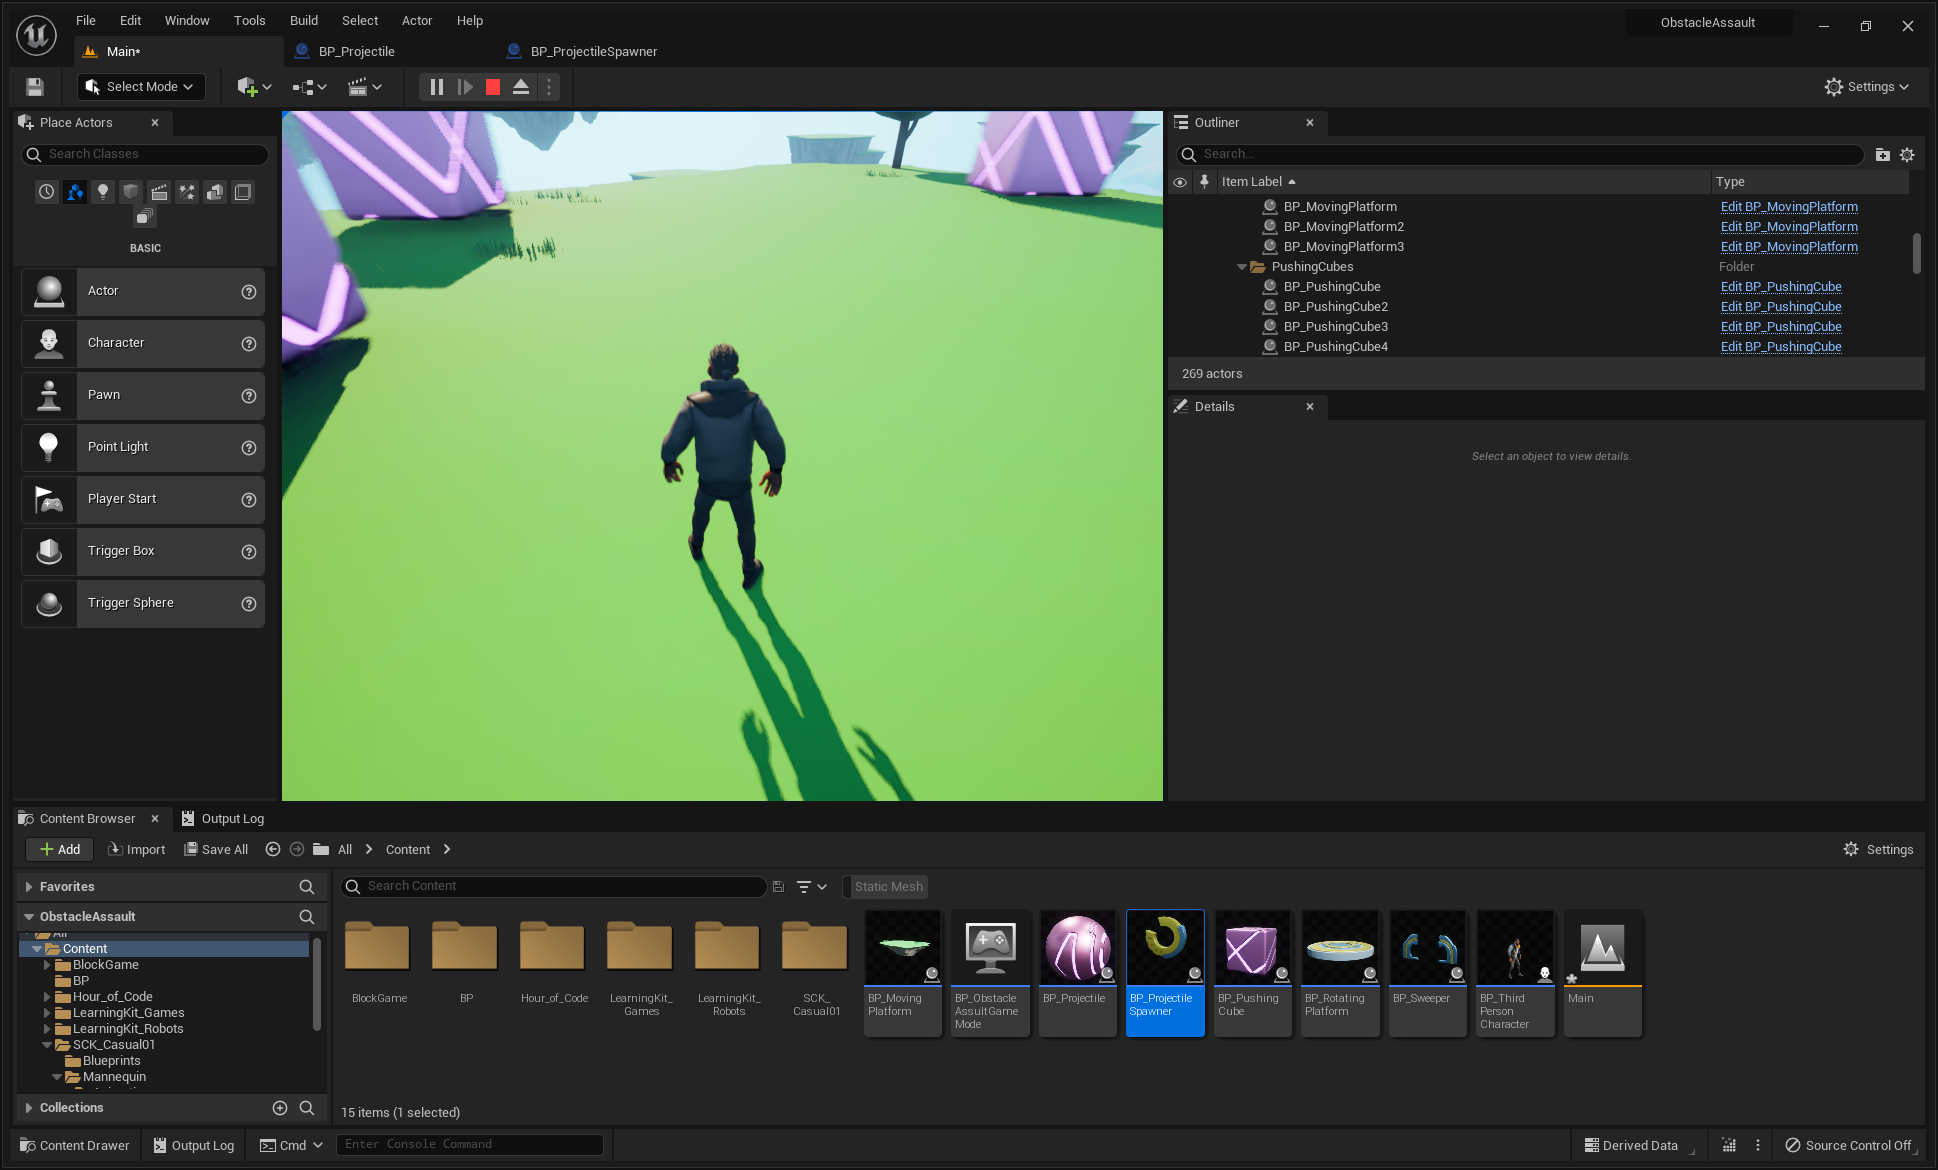 File Edit Window Tools Build Select Actor Help
ObstacleAssault
Main*
BP_Projectile
BP_ProjectileSpawner
Select Mode
Settings
Place Actors
Search Classes
BASIC
Actor
Character
Pawn
Point Light
Player Start
Trigger Box
Trigger Sphere
Outliner
Search...
Item Label Type
BP_MovingPlatform Edit BP_MovingPlatform
BP_MovingPlatform2 Edit BP_MovingPlatform
BP_MovingPlatform3 Edit BP_MovingPlatform
PushingCubes Folder
BP_PushingCube Edit BP_PushingCube
BP_PushingCube2 Edit BP_PushingCube
BP_PushingCube3 Edit BP_PushingCube
BP_PushingCube4 Edit BP_PushingCube
269 actors
Details
Select an object to view details.
Content Browser
Output Log
Add Import Save All All Content
Settings
Favorites
ObstacleAssault
All
Content
BlockGame
BP
Hour_of_Code
LearningKit_Games
LearningKit_Robots
SCK_Casual01
Blueprints
Mannequin
Collections
Search Content
Static Mesh
BlockGame
BP
Hour_of_Code
LearningKit_
Games
LearningKit_
Robots
SCK_
Casual01
BP_Moving
Platform
BP_Obstacle
AssultGame
Mode
BP_Projectile
BP_Projectile
Spawner
BP_Pushing
Cube
BP_Rotating
Platform
BP_Sweeper
BP_Third
Person
Character
Main
15 items (1 selected)
Content Drawer Output Log Cmd Enter Console Command
Derived Data
Source Control Off